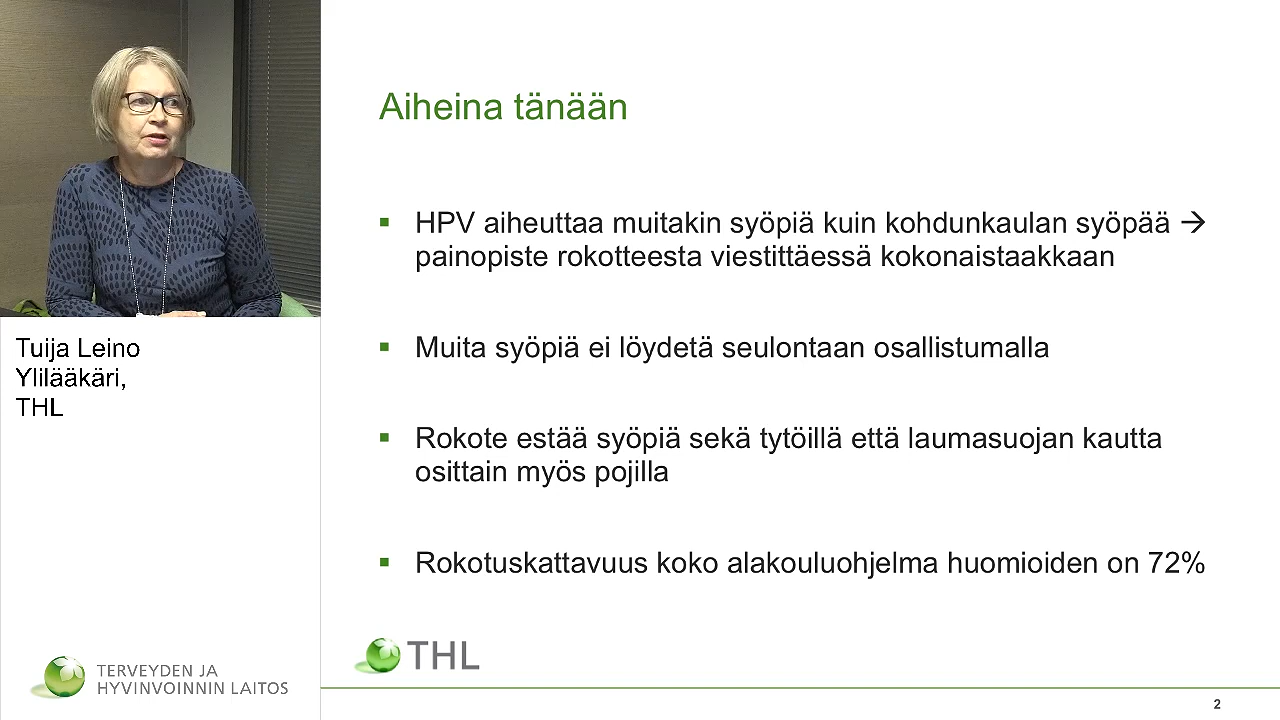 Aiheina tänään
▪ HPV aiheuttaa muitakin syöpiä kuin kohdunkaulan syöpää →
painopiste rokotteesta viestittäessä kokonaistaakkaan
▪ Muita syöpiä ei löydetä seulontaan osallistumalla
▪ Rokote estää syöpiä sekä tytöillä että laumasuojan kautta
osittain myös pojilla
▪ Rokotuskattavuus koko alakouluohjelma huomioiden on 72%
Tuija Leino
Ylilääkäri,
THL
TERVEYDEN JA
HYVINVOINNIN LAITOS
THL
2